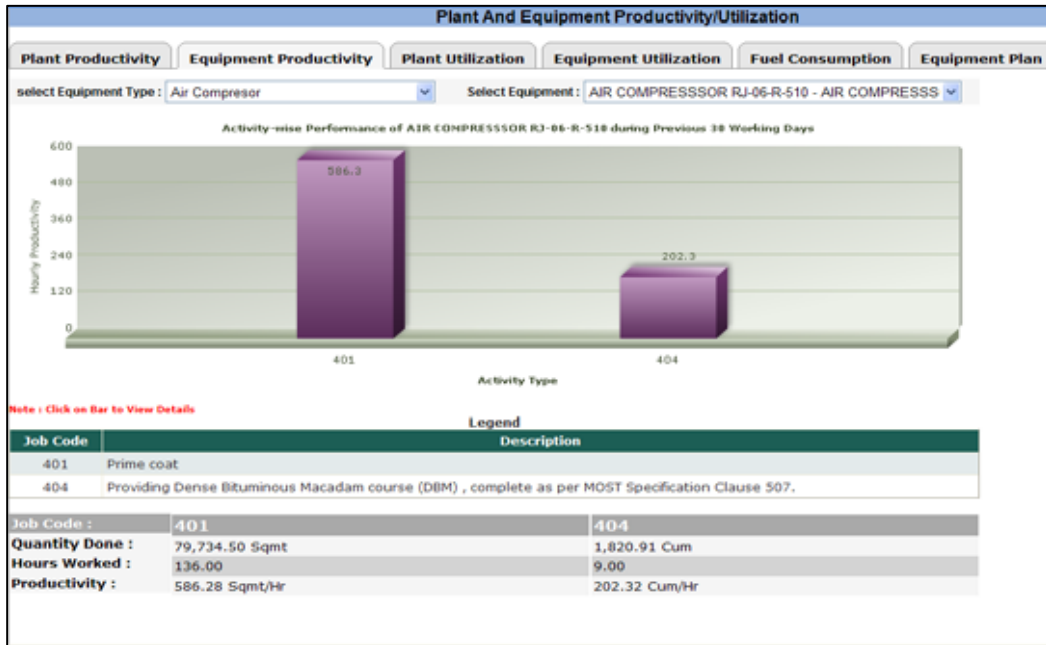 Plant And Equipment Productivity/Utilization
Plant Productivity Equipment Productivity Plant Utilization Equipment Utilization Fuel Consumption Equipment Plan
select Equipment Type : Air Compresor Select Equipment : AIR COMPRESSSOR RJ-06-R-510 - AIR COMPRESSS
Activity-wise Performance of AIR COMPRESSSOR RJ-06-R-510 during Previous 30 Working Days
600
480
360
240
120
0
Hourly Productivity
586.3
202.3
401 404
Activity Type
Note : Click on Bar to View Details
Legend
Job Code Description
401 Prime coat
404 Providing Dense Bituminous Macadam course (DBM) , complete as per MOST Specification Clause 507.
Job Code : 401 404
Quantity Done : 79,734.50 Sqmt 1,820.91 Cum
Hours Worked : 136.00 9.00
Productivity : 586.28 Sqmt/Hr 202.32 Cum/Hr